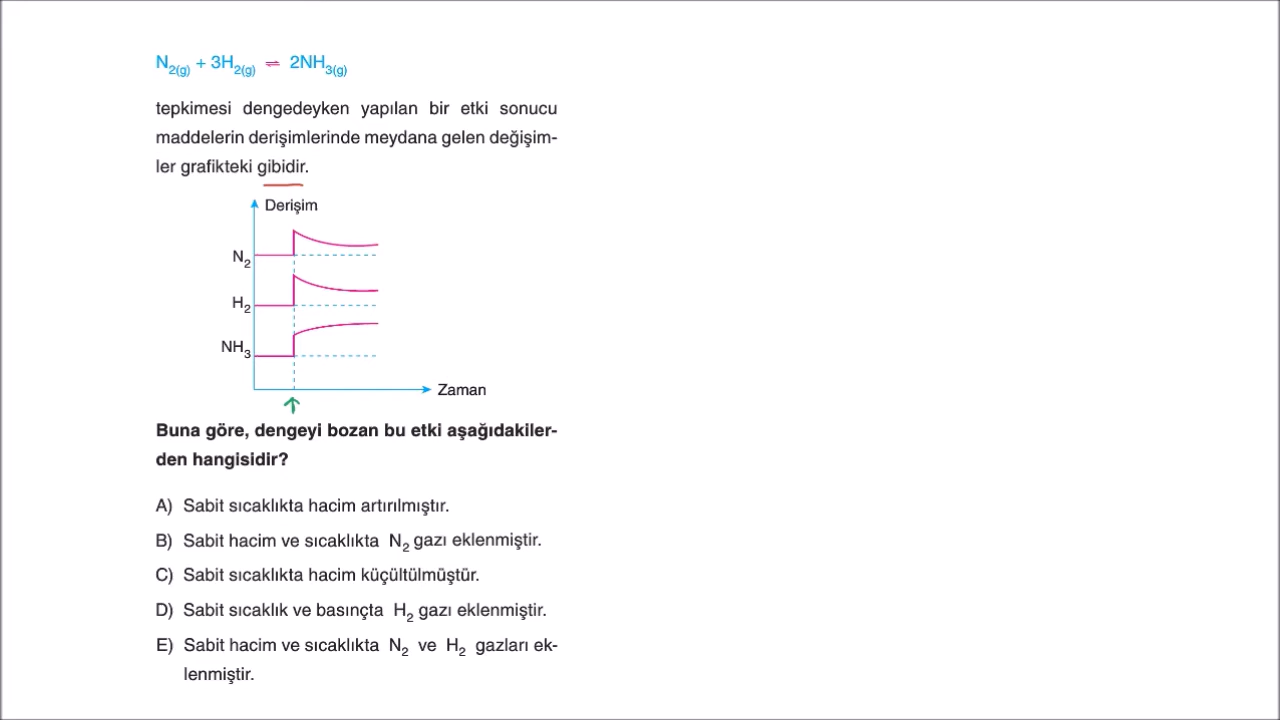 N2(g) + 3H2(g) ⇌ 2NH3(g)
tepkimesi dengedeyken yapılan bir etki sonucu
maddelerin derişimlerinde meydana gelen değişim-
ler grafikteki gibidir.
Derişim
N2
H2
NH3
Zaman
Buna göre, dengeyi bozan bu etki aşağıdakiler-
den hangisidir?
A) Sabit sıcaklıkta hacim artırılmıştır.
B) Sabit hacim ve sıcaklıkta N2 gazı eklenmiştir.
C) Sabit sıcaklıkta hacim küçültülmüştür.
D) Sabit sıcaklık ve basınçta H2 gazı eklenmiştir.
E) Sabit hacim ve sıcaklıkta N2 ve H2 gazları ek-
lenmiştir.